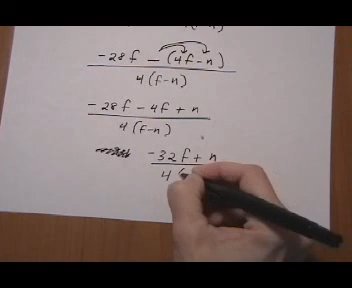 -28f - (4f-n)
4(f-n)
-28f - 4f + n
4(f-n)
-32f + n
4(